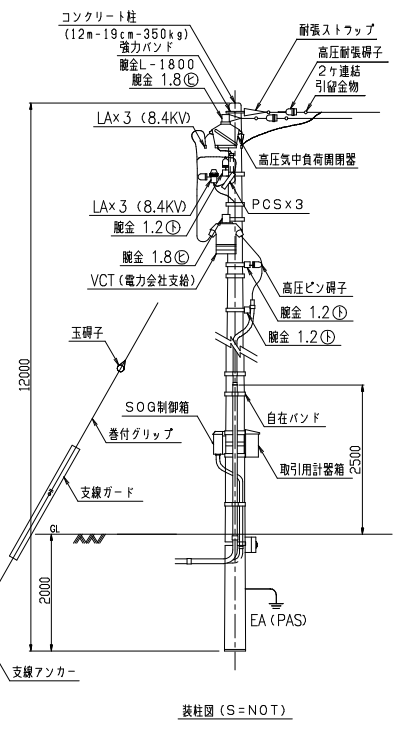 コンクリート柱
(12m-19cm-350kg)
強力バンド
腕金L-1800
腕金 1.8㋪
耐張ストラップ
高圧耐張碍子
2ケ連結
引留金物
LA×3 (8.4KV)
高圧気中負荷開閉器
LA×3 (8.4KV)
PCS×3
腕金 1.2㋣
腕金 1.8㋪
VCT(電力会社支給)
高圧ピン碍子
腕金 1.2㋣
腕金 1.2㋣
玉碍子
12000
SOG制御箱
自在バンド
巻付グリップ
2500
取引用計器箱
支線ガード
GL
2000
EA(PAS)
支線アンカー
装柱図 (S=NOT)